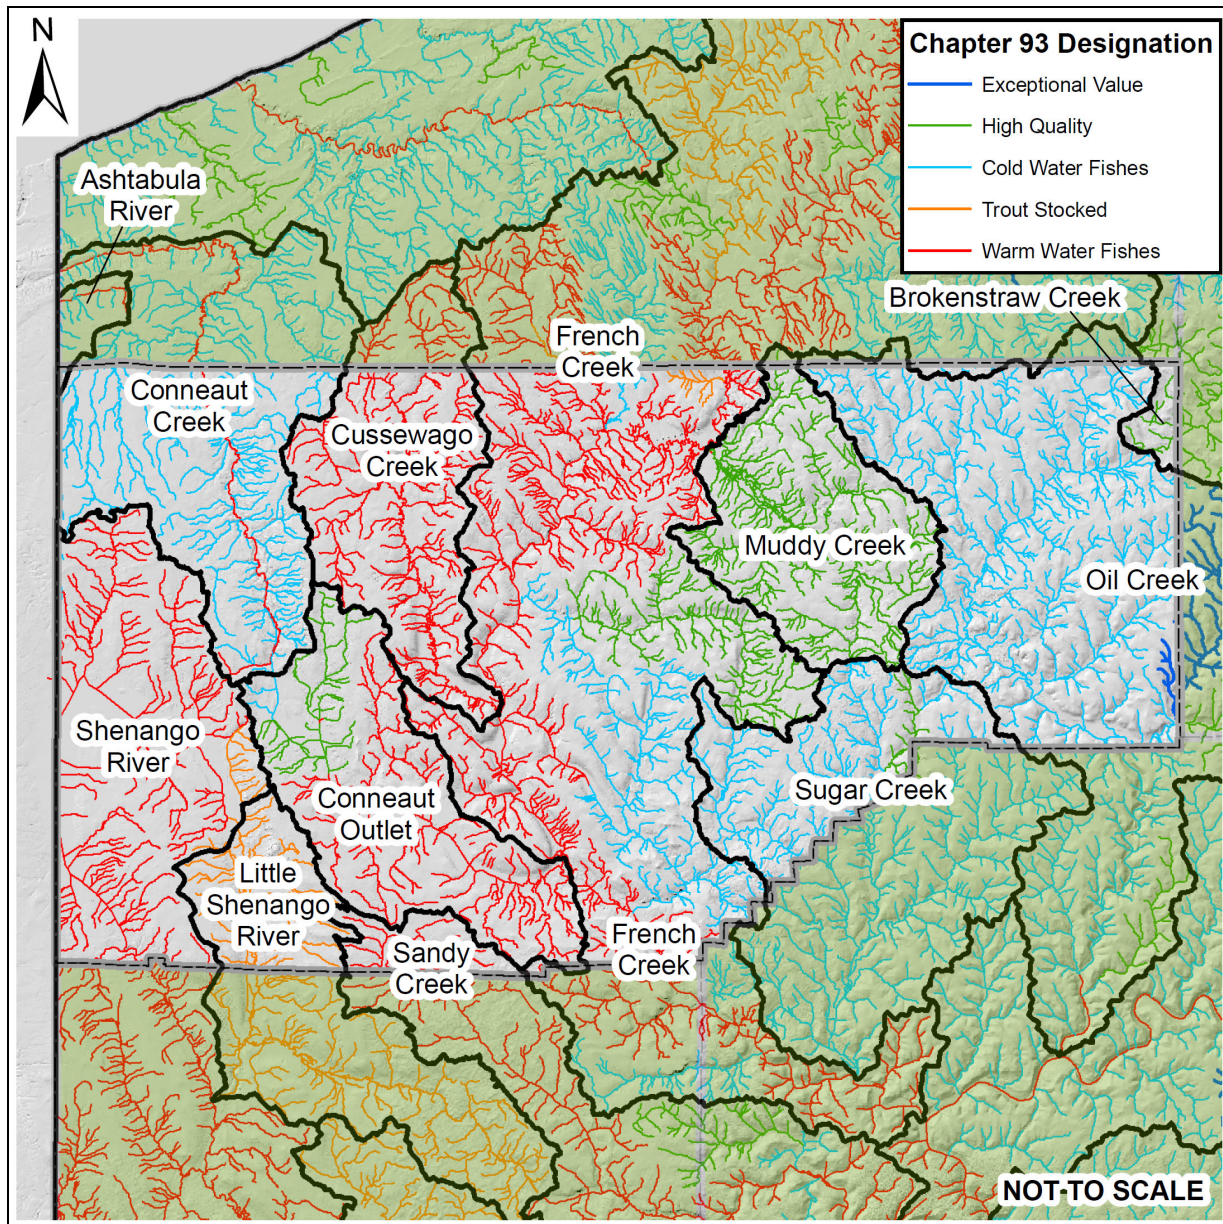 N
Chapter 93 Designation
Exceptional Value
High Quality
Cold Water Fishes
Trout Stocked
Warm Water Fishes
Ashtabula
River
Brokenstraw Creek
French
Creek
Conneaut
Creek
Cussewago
Creek
Muddy Creek
Oil Creek
Shenango
River
Conneaut
Outlet
Sugar Creek
Little
Shenango
River
French
Creek
Sandy
Creek
NOT TO SCALE